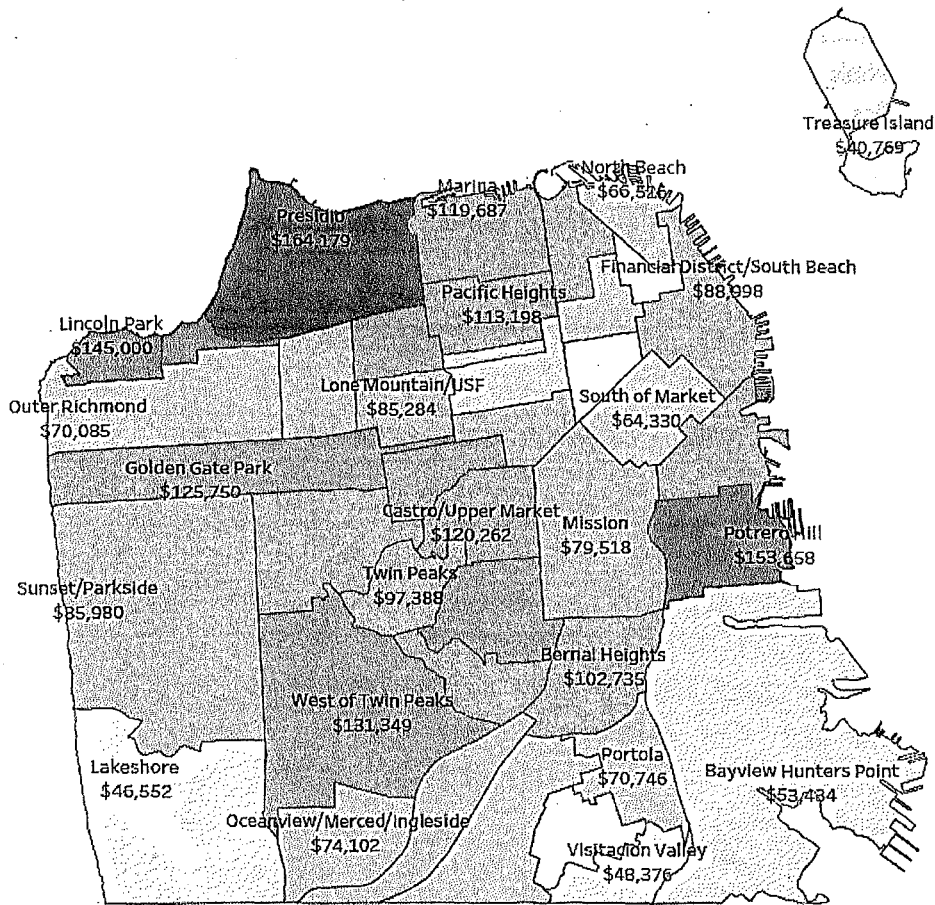 Treasure Island
$40,769
North Beach
Marina
$119,687
Presidio
$164,179
Financial District/South Beach
$88,998
Pacific Heights
$113,198
Lincoln Park
$145,000
Lone Mountain/USF
$85,284
South of Market
$64,330
Outer Richmond
$70,085
Golden Gate Park
$125,750
Castro/Upper Market
$120,262
Mission
$79,518
Potrero Hill
$153,658
Twin Peaks
$97,388
Sunset/Parkside
$85,980
Bernal Heights
$102,735
West of Twin Peaks
$131,349
Portola
$70,746
Lakeshore
$46,552
Bayview Hunters Point
$53,434
Oceanview/Merced/Ingleside
$74,102
Visitacion Valley
$48,376